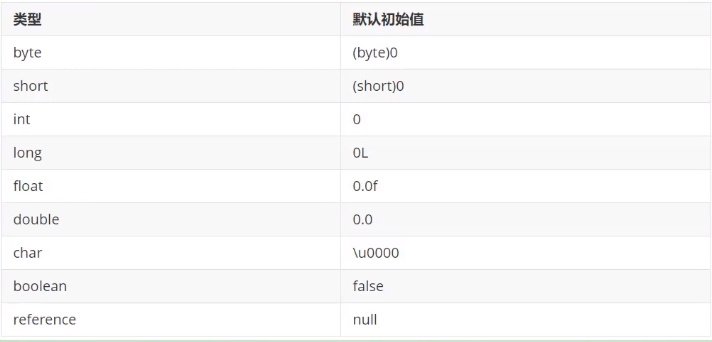 类型 默认初始值
byte (byte)0
short (short)0
int 0
long 0L
float 0.0f
double 0.0
char \u0000
boolean false
reference null